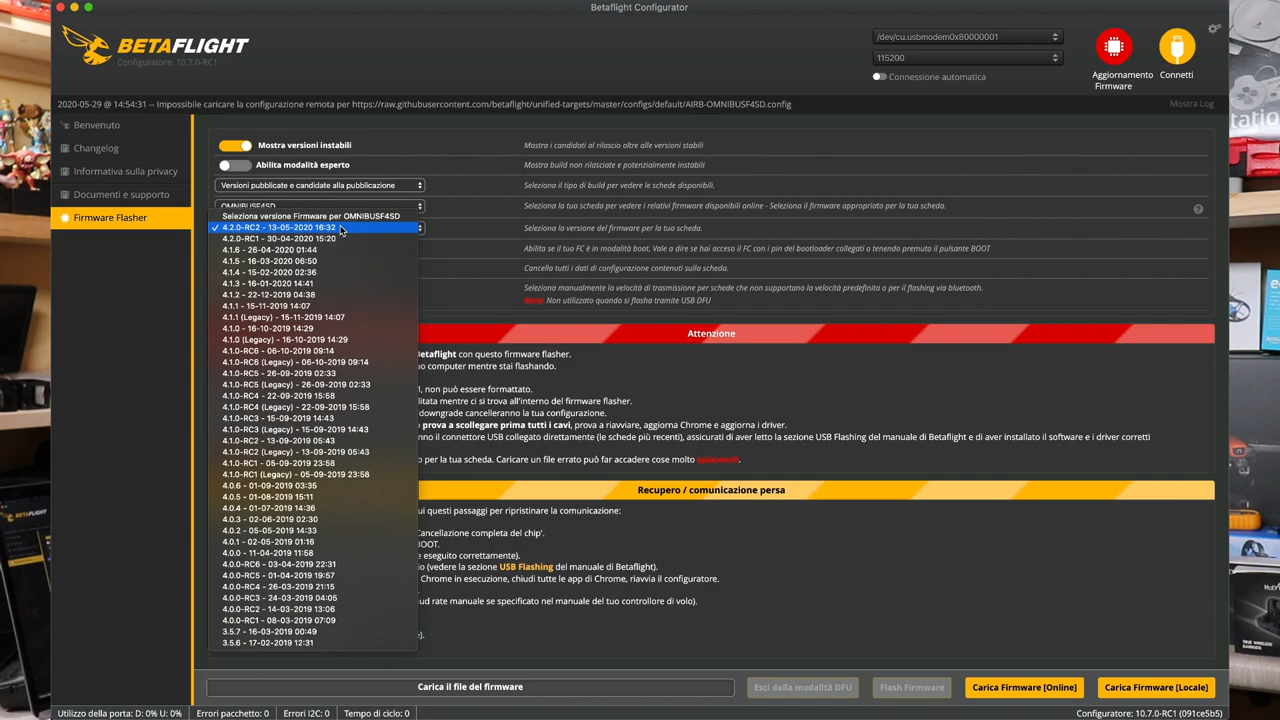 Betaflight Configurator
BETAFLIGHT
Configuratore: 10.7.0-RC1
/dev/cu.usbmodem0x80000001
115200
Connessione automatica
Aggiornamento
Firmware
Connetti
2020-05-29 @ 14:54:31 -- Impossibile caricare la configurazione remota per https://raw.githubusercontent.com/betaflight/unified-targets/master/configs/default/AIRB-OMNIBUSF4SD.config
Mostra Log
Benvenuto
Changelog
Informativa sulla privacy
Documenti e supporto
Firmware Flasher
Mostra versioni instabili
Mostra i candidati al rilascio oltre alle versioni stabili
Abilita modalità esperto
Mostra build non rilasciate e potenzialmente instabili
Versioni pubblicate e candidate alla pubblicazione
Seleziona il tipo di build per vedere le schede disponibili.
OMNIBUSF4SD
Seleziona la tua scheda per vedere i relativi firmware disponibili online - Seleziona il firmware appropriato per la tua scheda.
Seleziona versione Firmware per OMNIBUSF4SD
✓ 4.2.0-RC2 - 13-05-2020 16:32
Seleziona la versione del firmware per la tua scheda.
4.2.0-RC1 - 30-04-2020 15:20
4.1.6 - 26-04-2020 01:44
Abilita se il tuo FC è in modalità boot. Vale a dire se hai acceso il FC con i pin del bootloader collegati o tenendo premuto il pulsante BOOT
4.1.5 - 16-03-2020 06:50
4.1.4 - 15-02-2020 02:36
Cancella tutti i dati di configurazione contenuti sulla scheda.
4.1.3 - 16-01-2020 14:41
Seleziona manualmente la velocità di trasmissione per schede che non supportano la velocità predefinita o per il flashing via bluetooth.
4.1.2 - 22-12-2019 04:38
Non utilizzato quando si flasha tramite USB DFU
4.1.1 - 15-11-2019 14:07
4.1.1 (Legacy) - 15-11-2019 14:07
4.1.0 - 16-10-2019 14:29
Attenzione
4.1.0 (Legacy) - 16-10-2019 14:29
4.1.0-RC6 - 06-10-2019 09:14
etaflight con questo firmware flasher.
4.1.0-RC6 (Legacy) - 06-10-2019 09:14
o computer mentre stai flashando.
4.1.0-RC5 - 26-09-2019 02:33
4.1.0-RC5 (Legacy) - 26-09-2019 02:33
, non può essere formattato.
4.1.0-RC4 - 22-09-2019 15:58
litata mentre ci si trova all'interno del firmware flasher.
4.1.0-RC4 (Legacy) - 22-09-2019 15:58
downgrade cancelleranno la tua configurazione.
4.1.0-RC3 - 15-09-2019 14:43
prova a scollegare prima tutti i cavi, prova a riavviare, aggiorna Chrome e aggiorna i driver.
4.1.0-RC3 (Legacy) - 15-09-2019 14:43
4.1.0-RC2 - 13-09-2019 05:43
nno il connettore USB collegato direttamente (le schede più recenti), assicurati di aver letto la sezione USB Flashing del manuale di Betaflight e di aver installato il software e i driver corretti
4.1.0-RC2 (Legacy) - 13-09-2019 05:43
4.1.0-RC1 - 05-09-2019 23:58
o per la tua scheda. Caricare un file errato può far accadere cose molto
4.1.0-RC1 (Legacy) - 05-09-2019 23:58
4.0.6 - 01-09-2019 03:35
Recupero / comunicazione persa
4.0.5 - 01-08-2019 15:11
4.0.4 - 01-07-2019 14:36
ui questi passaggi per ripristinare la comunicazione:
4.0.3 - 02-06-2019 02:30
4.0.2 - 05-05-2019 14:33
Cancellazione completa del chip'.
4.0.1 - 02-05-2019 01:16
OOT.
4.0.0 - 11-04-2019 11:58
e eseguito correttamente).
4.0.0-RC6 - 03-04-2019 22:31
o (vedere la sezione USB Flashing del manuale di Betaflight).
4.0.0-RC5 - 01-04-2019 19:57
Chrome in esecuzione, chiudi tutte le app di Chrome, riavvia il configuratore.
4.0.0-RC4 - 26-03-2019 21:15
4.0.0-RC3 - 24-03-2019 04:05
ud rate manuale se specificato nel manuale del tuo controllore di volo).
4.0.0-RC2 - 14-03-2019 13:06
4.0.0-RC1 - 08-03-2019 07:09
3.5.7 - 16-03-2019 00:49
e).
3.5.6 - 17-02-2019 12:31
Carica il file del firmware
Esci dalla modalità DFU
Flash Firmware
Carica Firmware [Online]
Carica Firmware [Locale]
Utilizzo della porta: D: 0% U: 0%
Errori pacchetto: 0
Errori I2C: 0
Tempo di ciclo: 0
Configuratore: 10.7.0-RC1 (091ce5b5)